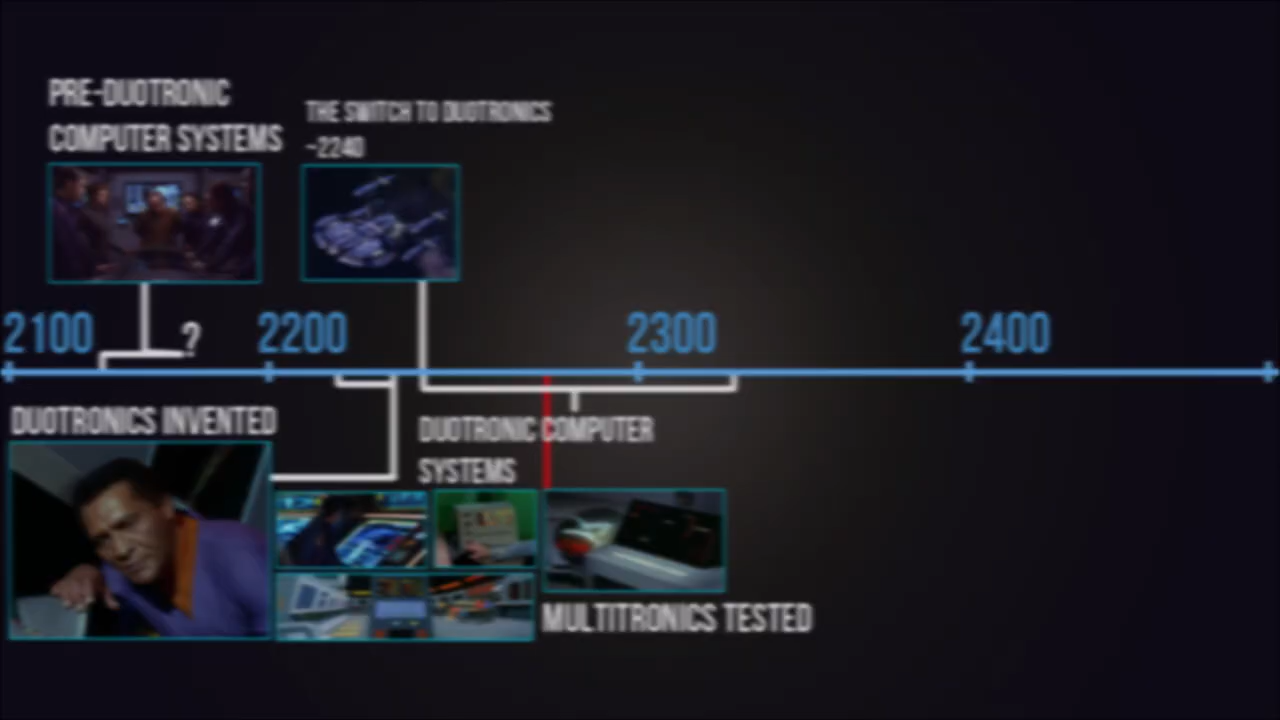 PRE-DUOTRONIC
COMPUTER SYSTEMS
THE SWITCH TO DUOTRONICS
~2240
2100
?
2200
2300
2400
DUOTRONICS INVENTED
DUOTRONIC COMPUTER
SYSTEMS
MULTITRONICS TESTED